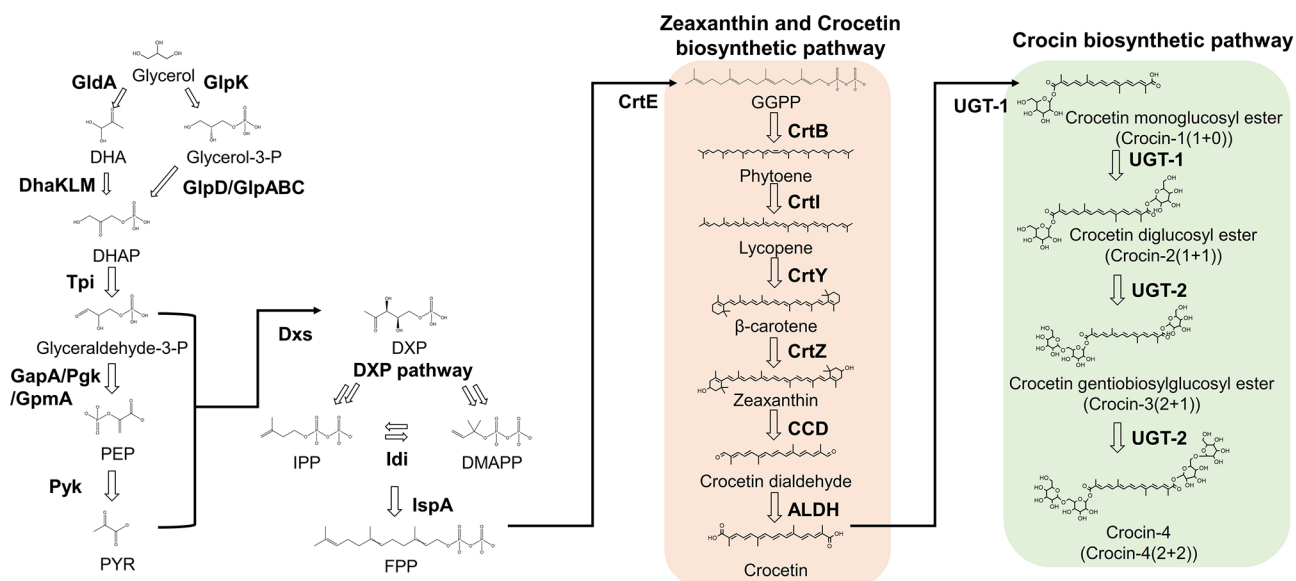 Glycerol
GldA
GlpK
DHA
Glycerol-3-P
DhaKLM
GlpD/GlpABC
DHAP
Tpi
Glyceraldehyde-3-P
GapA/Pgk
/GpmA
PEP
Pyk
PYR
Dxs
DXP
DXP pathway
IPP
Idi
DMAPP
IspA
FPP
CrtE
Zeaxanthin and Crocetin
biosynthetic pathway
GGPP
CrtB
Phytoene
CrtI
Lycopene
CrtY
β-carotene
CrtZ
Zeaxanthin
CCD
Crocetin dialdehyde
ALDH
Crocetin
UGT-1
Crocin biosynthetic pathway
Crocetin monoglucosyl ester
(Crocin-1(1+0))
UGT-1
Crocetin diglucosyl ester
(Crocin-2(1+1))
UGT-2
Crocetin gentiobiosylglucosyl ester
(Crocin-3(2+1))
UGT-2
Crocin-4
(Crocin-4(2+2))